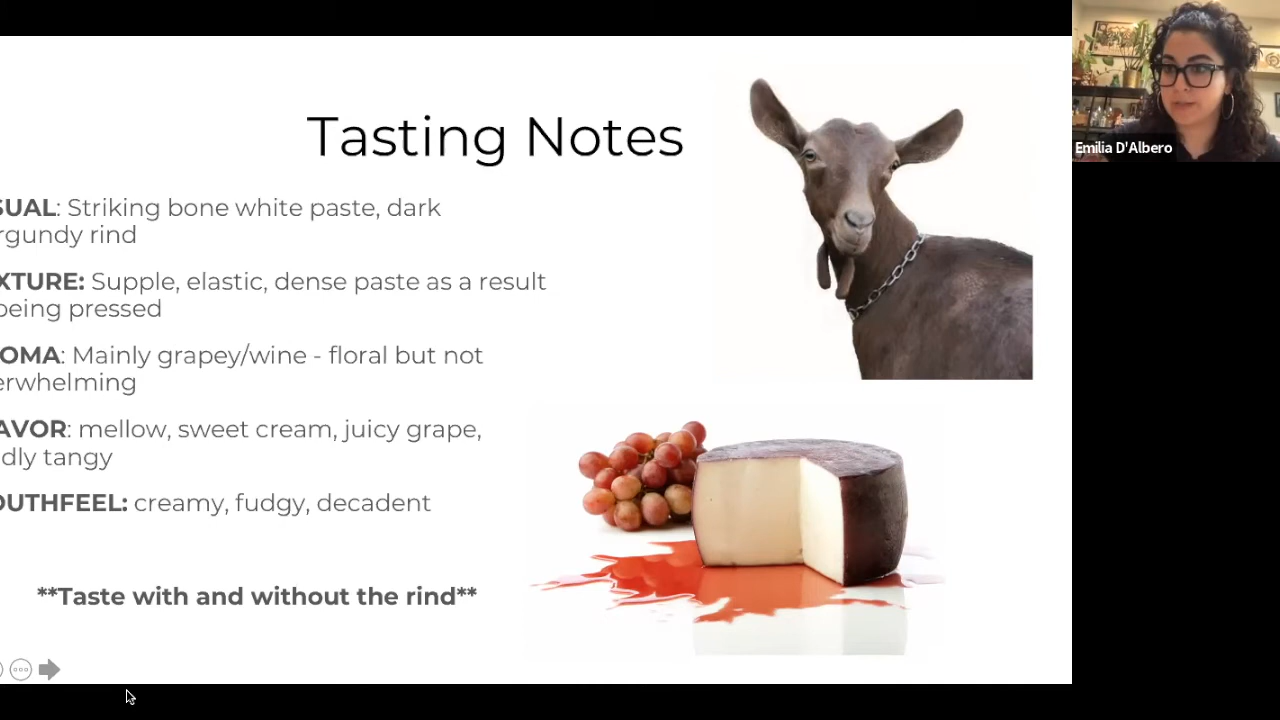 Tasting Notes
SUAL: Striking bone white paste, dark
rgundy rind
XTURE: Supple, elastic, dense paste as a result
being pressed
OMA: Mainly grapey/wine - floral but not
erwhelming
AVOR: mellow, sweet cream, juicy grape,
dly tangy
OUTHFEEL: creamy, fudgy, decadent
**Taste with and without the rind**
Emilia D'Albero